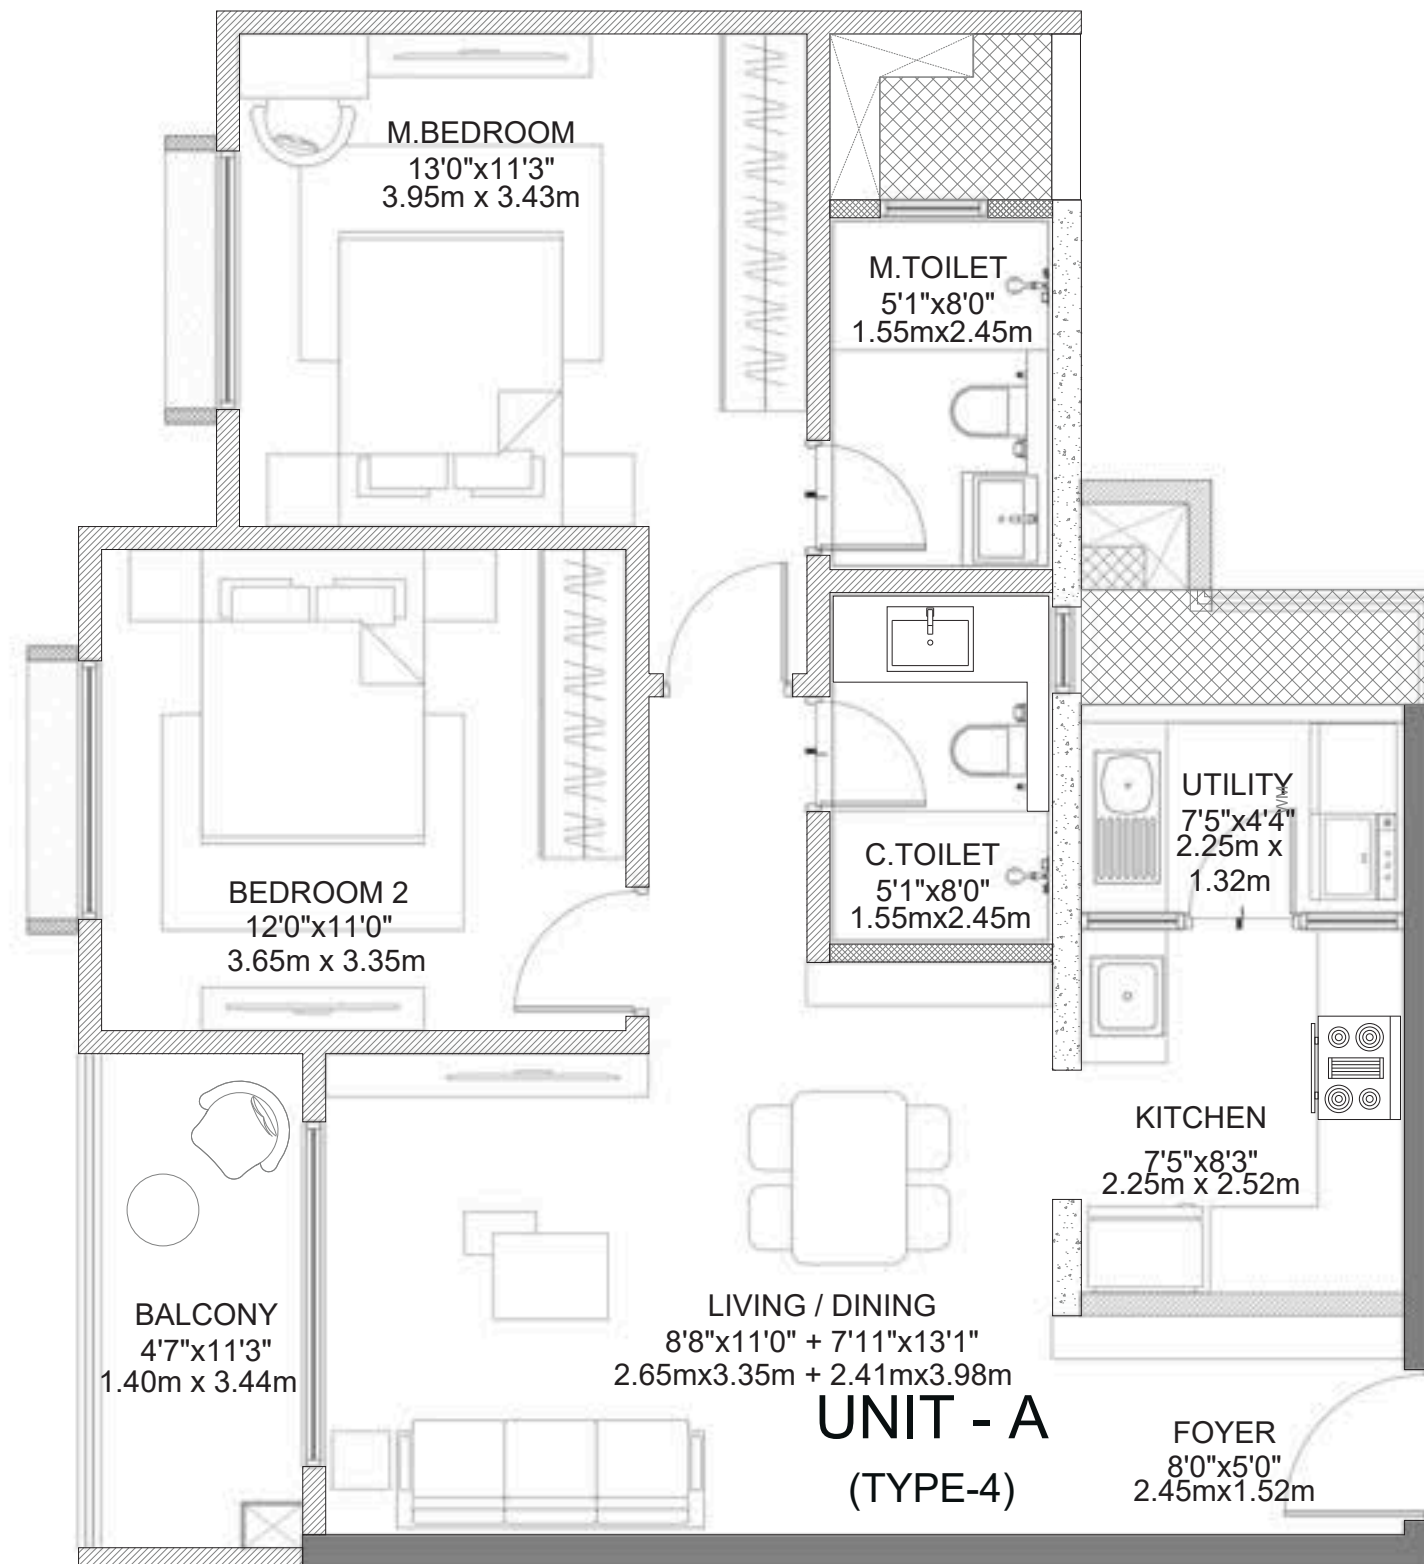 M.BEDROOM
13'0"x11'3"
3.95m x 3.43m
M.TOILET
5'1"x8'0"
1.55mx2.45m
UTILITY
WM
7'5"x4'4"
2.25m x
1.32m
C.TOILET
5'1"x8'0"
1.55mx2.45m
BEDROOM 2
12'0"x11'0"
3.65m x 3.35m
KITCHEN
7'5"x8'3"
2.25m x 2.52m
BALCONY
4'7"x11'3"
1.40m x 3.44m
LIVING / DINING
8'8"x11'0" + 7'11"x13'1"
2.65mx3.35m + 2.41mx3.98m
UNIT - A
(TYPE-4)
FOYER
8'0"x5'0"
2.45mx1.52m